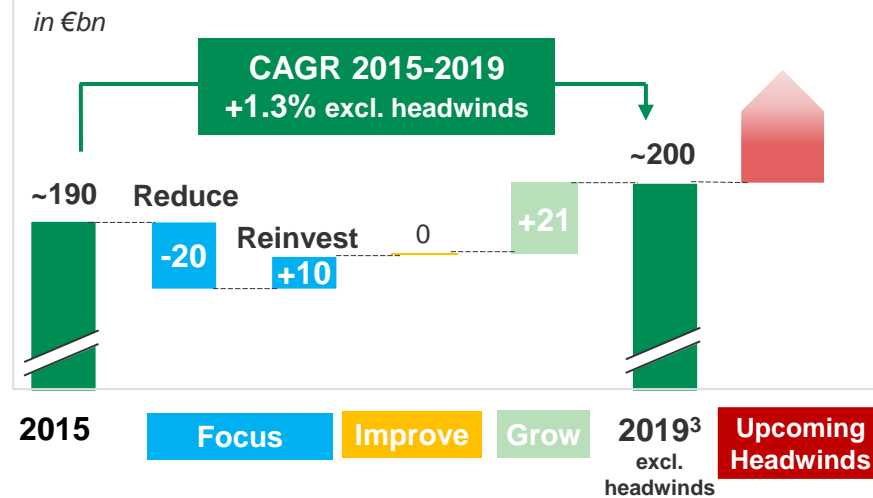 in €bn
CAGR 2015-2019
+1.3% excl. headwinds
~190
Reduce
-20
Reinvest
+10
0
+21
~200
2015
Focus
Improve
Grow
2019³
excl.
headwinds
Upcoming
Headwinds